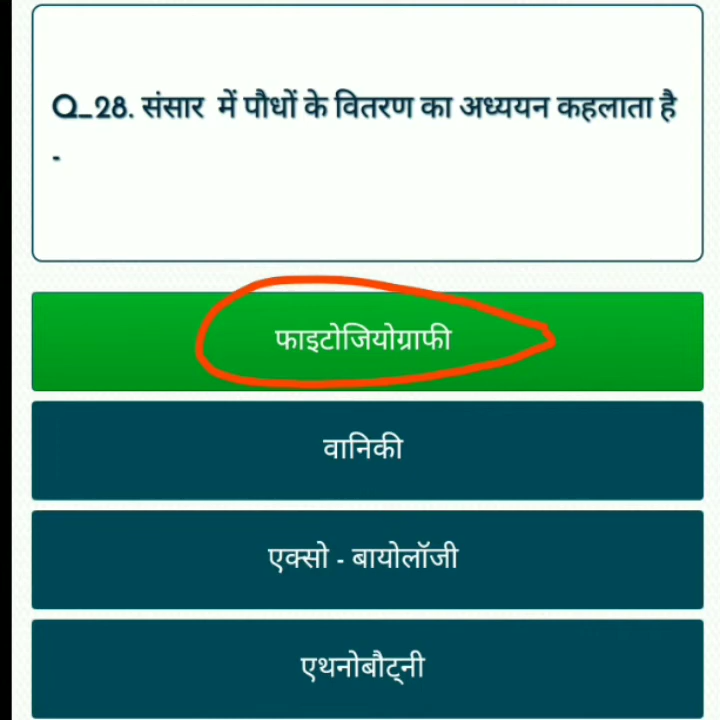 Q_28. संसार में पौधों के वितरण का अध्ययन कहलाता है
-
फाइटोजियोग्राफी
वानिकी
एक्सो - बायोलॉजी
एथनोबौट्नी